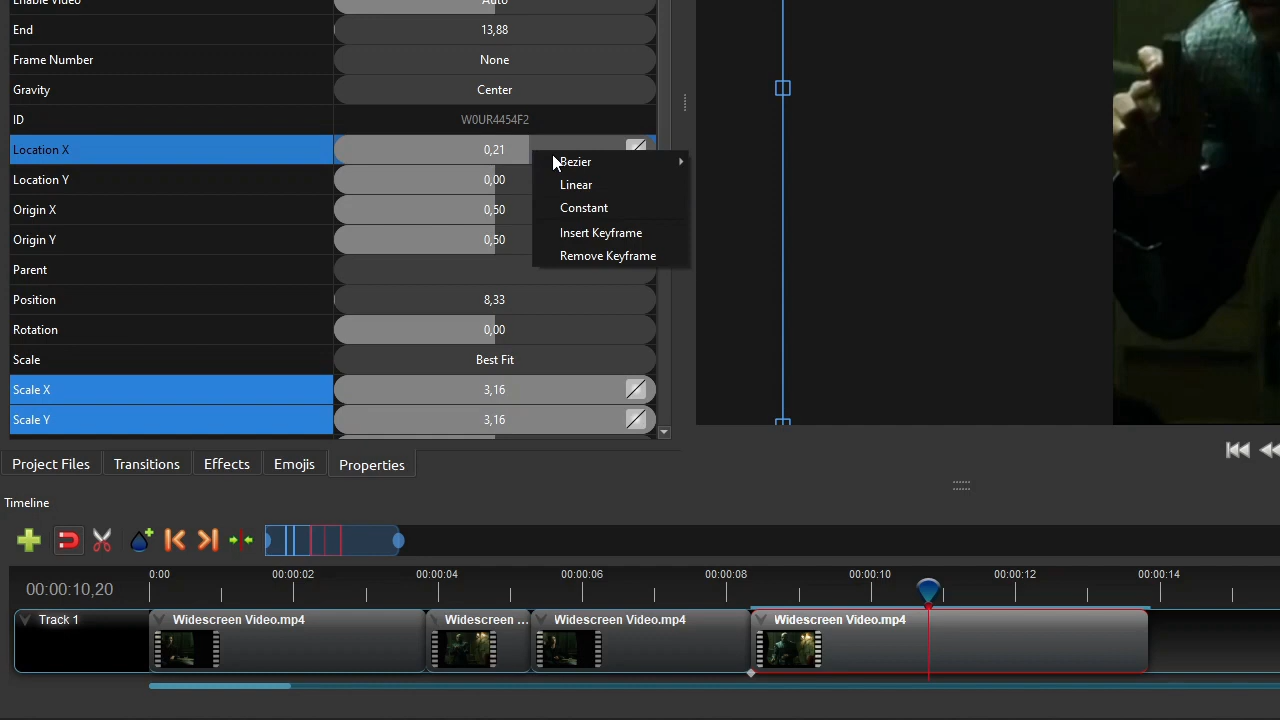 Enable Video Auto
End 13,88
Frame Number None
Gravity Center
ID W0UR4454F2
Location X 0,21
Bezier
Location Y 0,00
Linear
Origin X 0,50
Constant
Origin Y 0,50
Insert Keyframe
Parent
Remove Keyframe
Position 8,33
Rotation 0,00
Scale Best Fit
Scale X 3,16
Scale Y 3,16
Project Files Transitions Effects Emojis Properties
Timeline
00:00:10,20 0:00 00:00:02 00:00:04 00:00:06 00:00:08 00:00:10 00:00:12 00:00:14
Track 1 Widescreen Video.mp4 Widescreen ... Widescreen Video.mp4 Widescreen Video.mp4